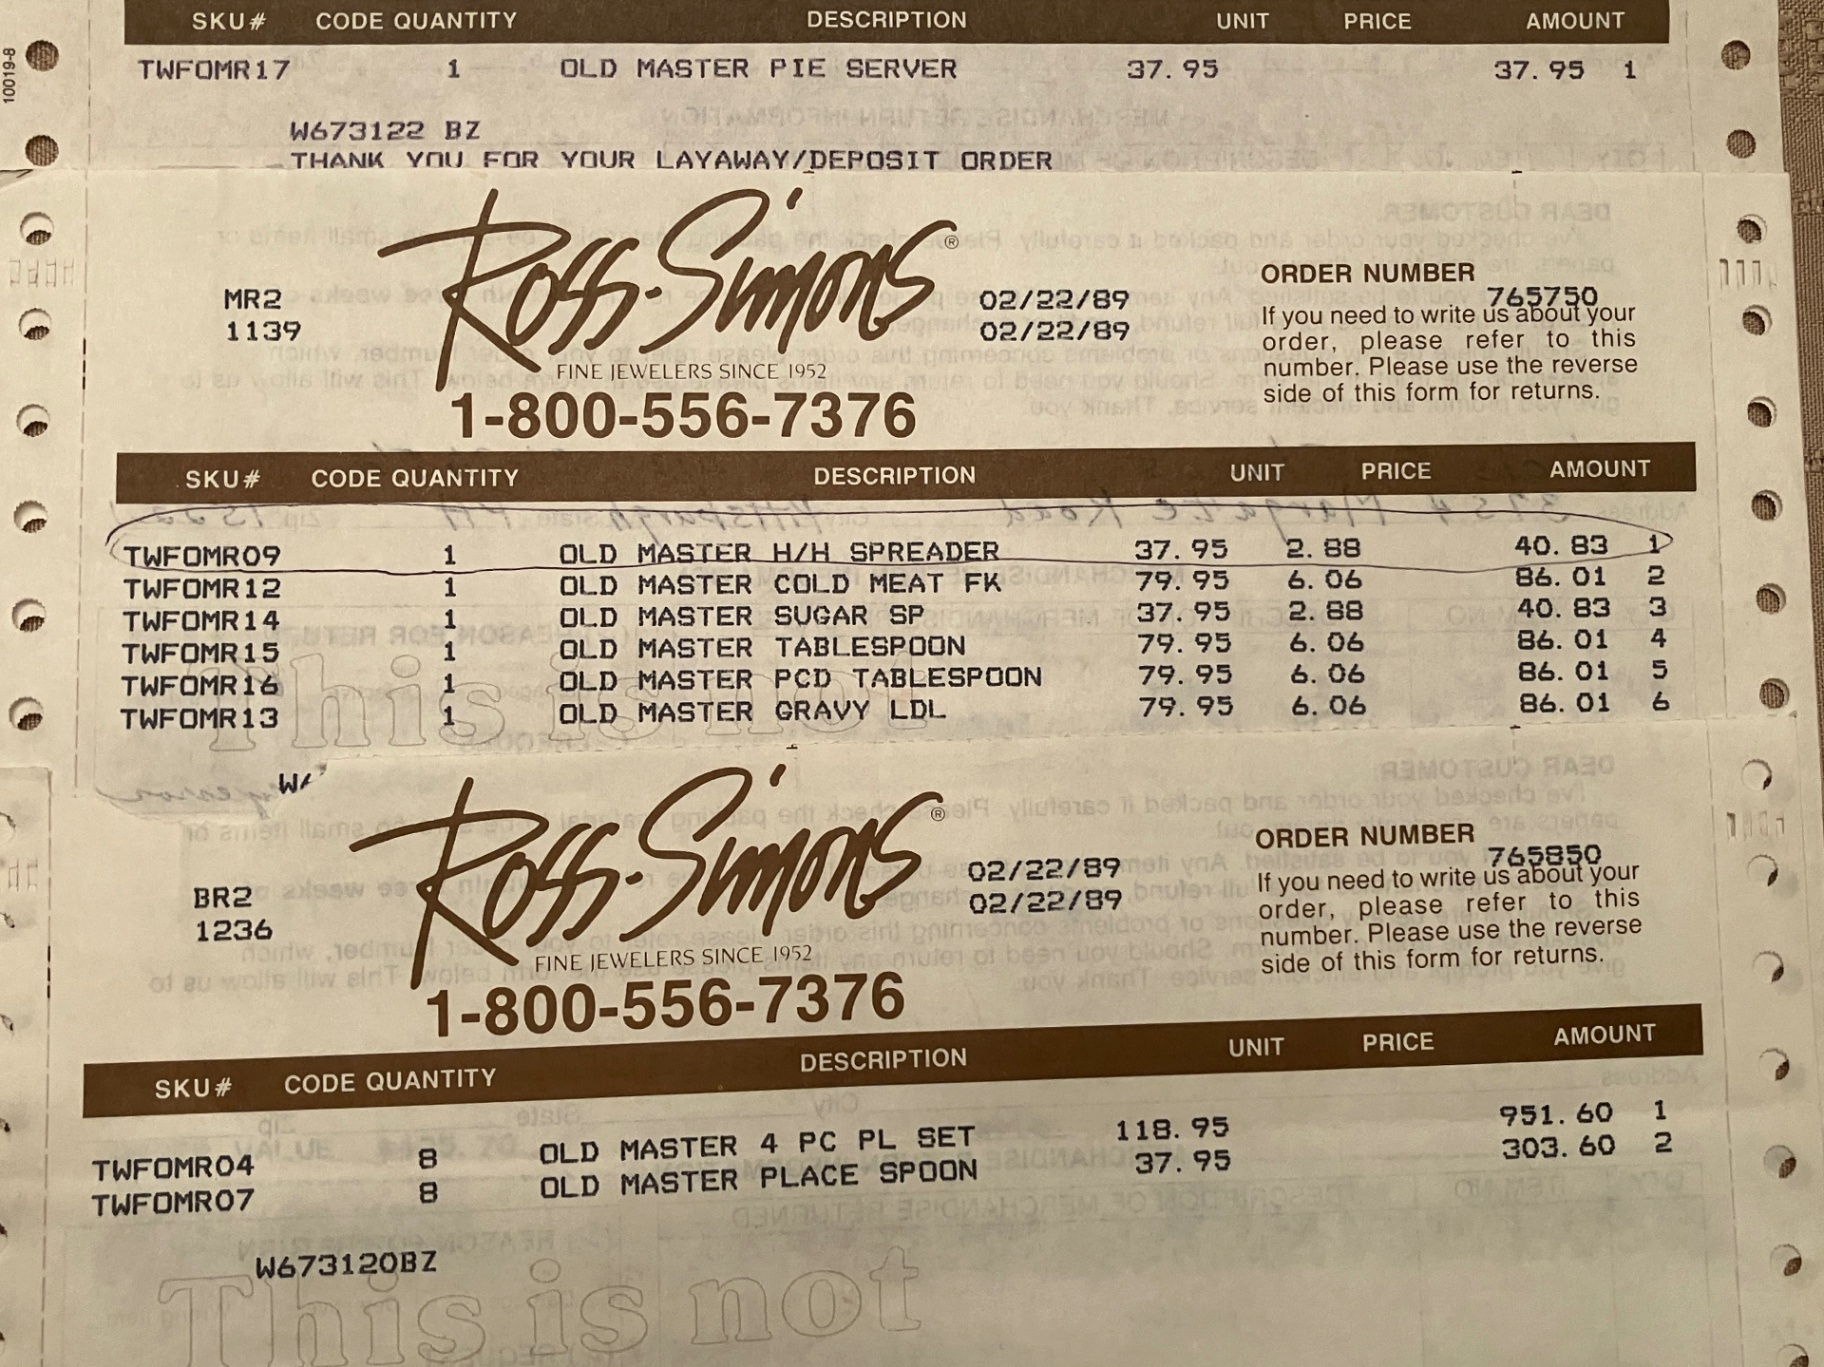 SKU# CODE QUANTITY DESCRIPTION UNIT PRICE AMOUNT
10019-8
TWFOMR17 1 OLD MASTER PIE SERVER 37.95 37.95 1
W673122 BZ
THANK YOU FOR YOUR LAYAWAY/DEPOSIT ORDER
Ross-Simons®
FINE JEWELERS SINCE 1952
1-800-556-7376
MR2
1139
02/22/89
02/22/89
ORDER NUMBER
765750
If you need to write us about your
order, please refer to this
number. Please use the reverse
side of this form for returns.
SKU# CODE QUANTITY DESCRIPTION UNIT PRICE AMOUNT
TWFOMR09 1 OLD MASTER H/H SPREADER 37.95 2.88 40.83 1
TWFOMR12 1 OLD MASTER COLD MEAT FK 79.95 6.06 86.01 2
TWFOMR14 1 OLD MASTER SUGAR SP 37.95 2.88 40.83 3
TWFOMR15 1 OLD MASTER TABLESPOON 79.95 6.06 86.01 4
TWFOMR16 1 OLD MASTER PCD TABLESPOON 79.95 6.06 86.01 5
TWFOMR13 1 OLD MASTER GRAVY LDL 79.95 6.06 86.01 6
This is not
Ross-Simons®
FINE JEWELERS SINCE 1952
1-800-556-7376
BR2
1236
02/22/89
02/22/89
ORDER NUMBER
765850
If you need to write us about your
order, please refer to this
number. Please use the reverse
side of this form for returns.
SKU# CODE QUANTITY DESCRIPTION UNIT PRICE AMOUNT
TWFOMR04 8 OLD MASTER 4 PC PL SET 118.95 951.60 1
TWFOMR07 8 OLD MASTER PLACE SPOON 37.95 303.60 2
W673120BZ
This is not